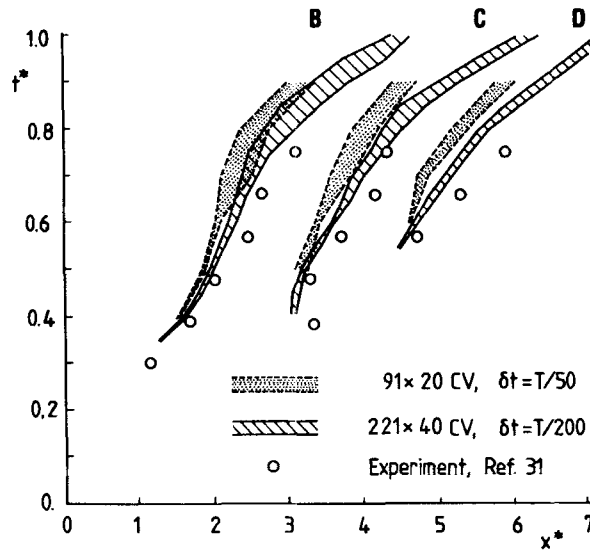 B C D
1.0
t*
0.8
0.6
0.4
0.2
0.
0 1 2 3 4 5 6 7
x*
91×20 CV, δt=T/50
221×40 CV, δt=T/200
Experiment, Ref. 31